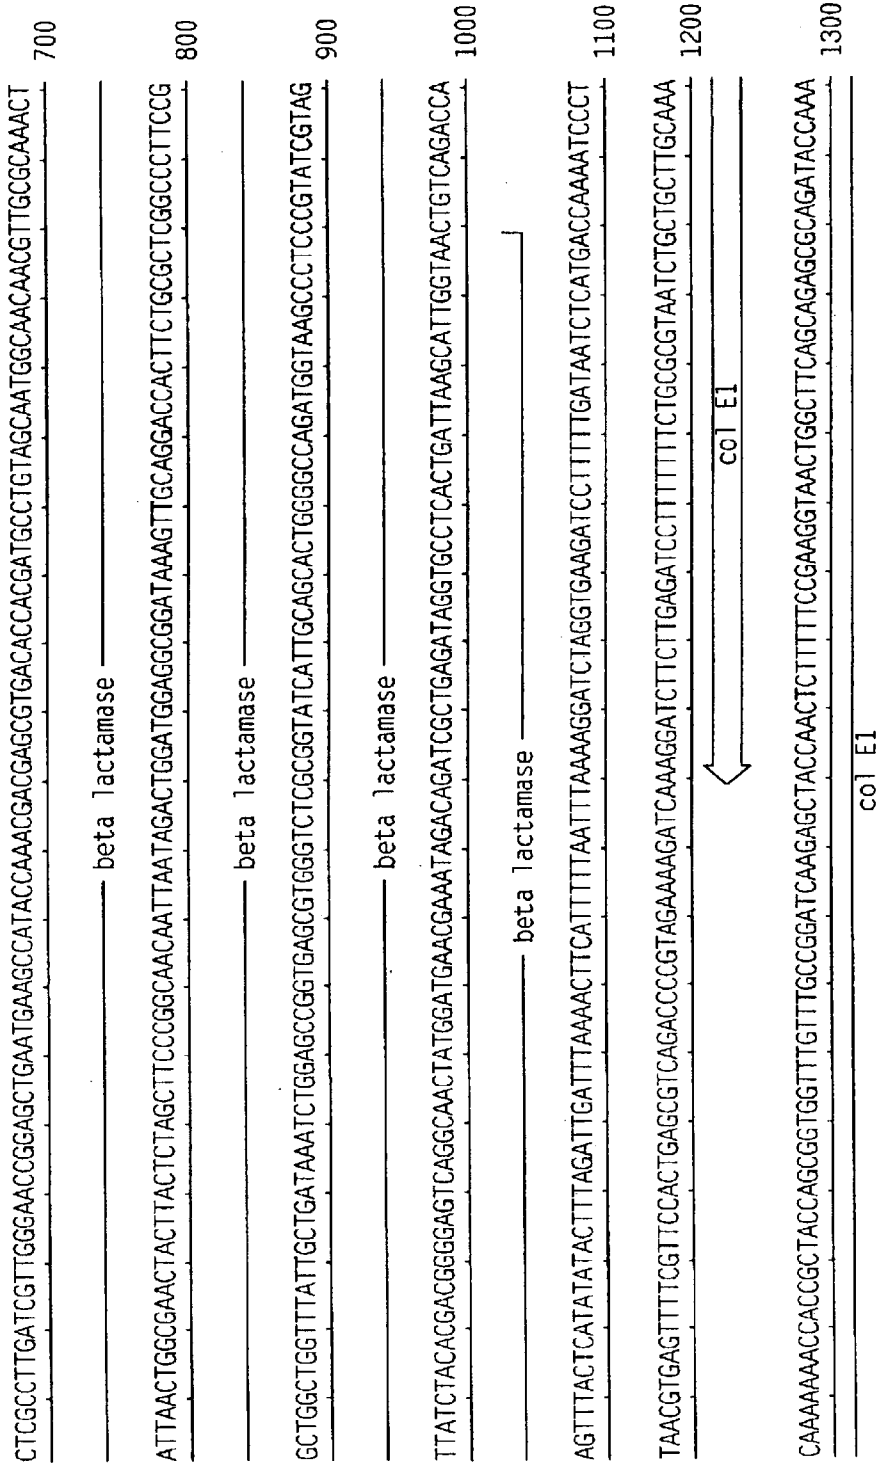 CTCGCCTTGATCGTTGGGAACCGGAGCTGAATGAAGCCATACCAAACGACGAGCGTGACACCACGATGCCTGTAGCAATGGCAACAACGTTGCGCAAACT
700
beta lactamase
ATTAACTGGCGAACTACTTACTCTAGCTTCCCGGCAACAATTAATAGACTGGATGGAGGCGGATAAAGTTGCAGGACCACTTCTGCGCTCGGCCCTTCCG
800
beta lactamase
GCTGGCTGGTTTATTGCTGATAAATCTGGAGCCGGTGAGCGTGGGTCTCGCGGTATCATTGCAGCACTGGGGCCAGATGGTAAGCCCTCCCGTATCGTAG
900
beta lactamase
TTATCTACACGACGGGGAGTCAGGCAACTATGGATGAACGAAATAGACAGATCGCTGAGATAGGTGCCTCACTGATTAAGCATTGGTAACTGTCAGACCA
1000
beta lactamase
AGTTTACTCATATATACTTTAGATTGATTTAAAACTTCATTTTTAATTTAAAAGGATCTAGGTGAAGATCCTTTTTGATAATCTCATGACCAAAATCCCT
1100
TAACGTGAGTTTTCGTTCCACTGAGCGTCAGACCCCGTAGAAAAGATCAAAGGATCTTCTTGAGATCCTTTTTTTCTGCGCGTAATCTGCTGCTTGCAAA
1200
col E1
CAAAAAAACCACCGCTACCAGCGGTGGTTTGTTTGCCGGATCAAGAGCTACCAACTCTTTTTCCGAAGGTAACTGGCTTCAGCAGAGCGCAGATACCAAA
1300
col E1